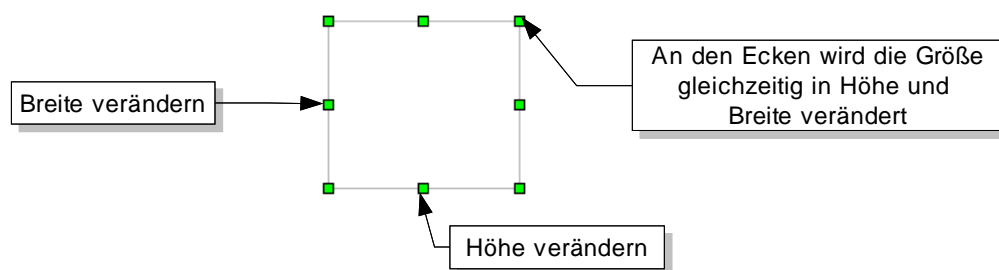 An den Ecken wird die Größe
gleichzeitig in Höhe und
Breite verändert
Breite verändern
Höhe verändern